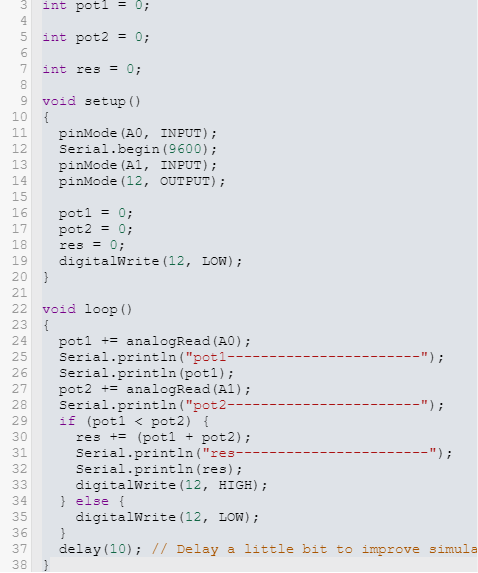 3 int pot1 = 0;
4
5 int pot2 = 0;
6
7 int res = 0;
8
9 void setup()
10 {
11   pinMode(A0, INPUT);
12   Serial.begin(9600);
13   pinMode(A1, INPUT);
14   pinMode(12, OUTPUT);
15
16   pot1 = 0;
17   pot2 = 0;
18   res = 0;
19   digitalWrite(12, LOW);
20 }
21
22 void loop()
23 {
24   pot1 += analogRead(A0);
25   Serial.println("pot1-----------------------");
26   Serial.println(pot1);
27   pot2 += analogRead(A1);
28   Serial.println("pot2-----------------------");
29   if (pot1 < pot2) {
30     res += (pot1 + pot2);
31     Serial.println("res-----------------------");
32     Serial.println(res);
33     digitalWrite(12, HIGH);
34   } else {
35     digitalWrite(12, LOW);
36   }
37   delay(10); // Delay a little bit to improve simula
38 }